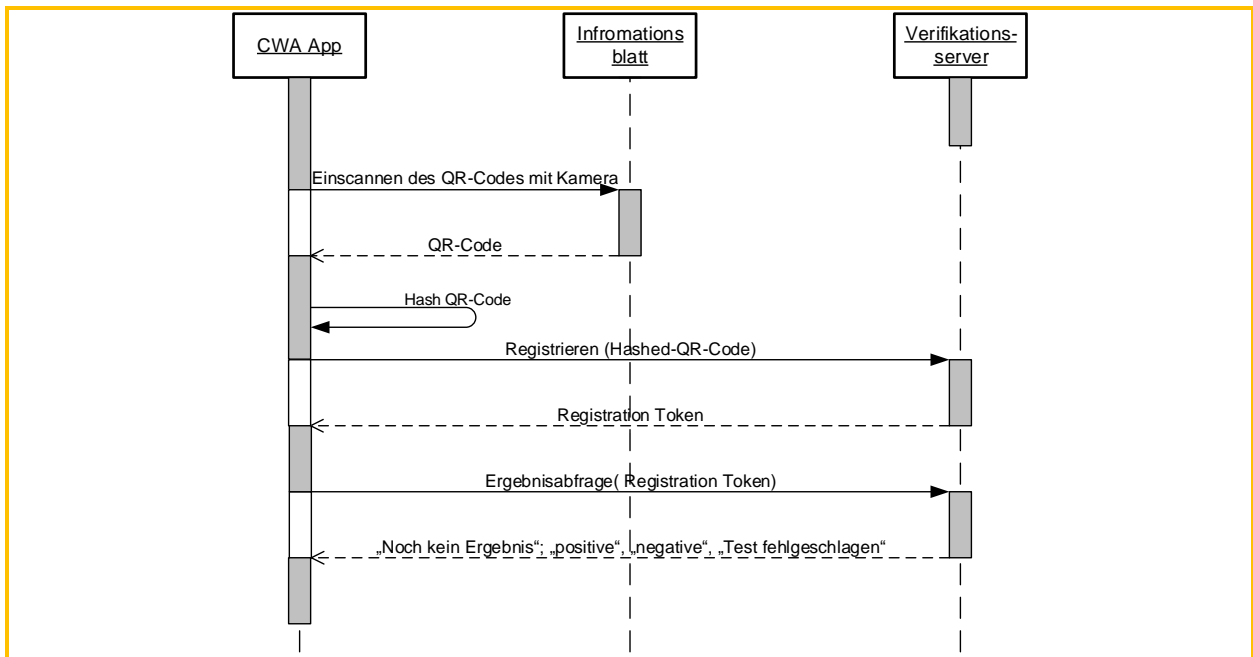 CWA App
Infromations
blatt
Verifikations-
server
Einscannen des QR-Codes mit Kamera
QR-Code
Hash QR-Code
Registrieren (Hashed-QR-Code)
Registration Token
Ergebnisabfrage( Registration Token)
„Noch kein Ergebnis“; „positive“, „negative“, „Test fehlgeschlagen“